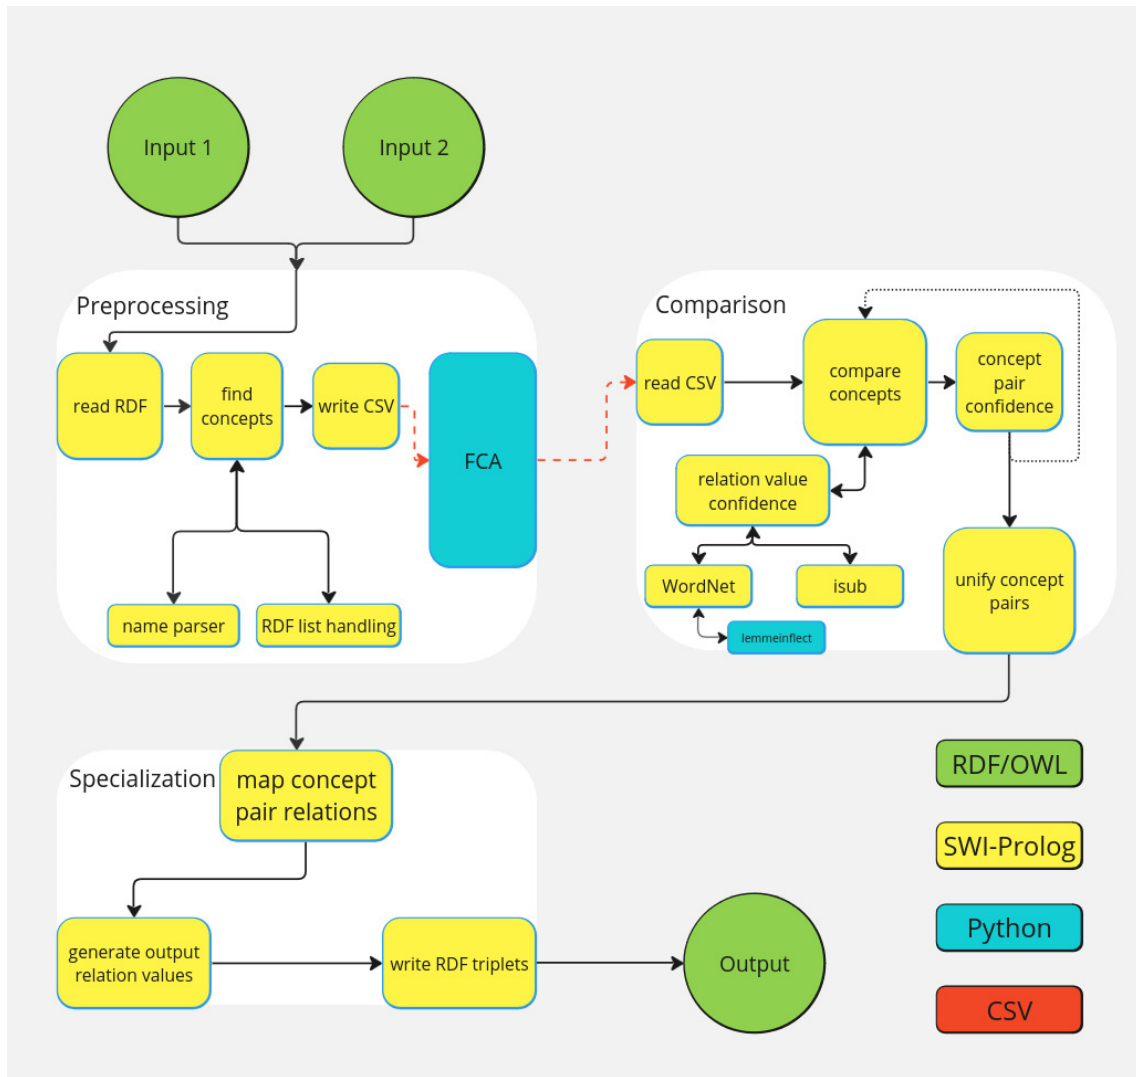 Input 1
Input 2
Preprocessing
read RDF
find
concepts
write CSV
FCA
name parser
RDF list handling
Comparison
read CSV
compare
concepts
concept
pair
confidence
relation value
confidence
WordNet
isub
lemmeinflect
unify concept
pairs
Specialization
map concept
pair relations
generate output
relation values
write RDF triplets
Output
RDF/OWL
SWI-Prolog
Python
CSV